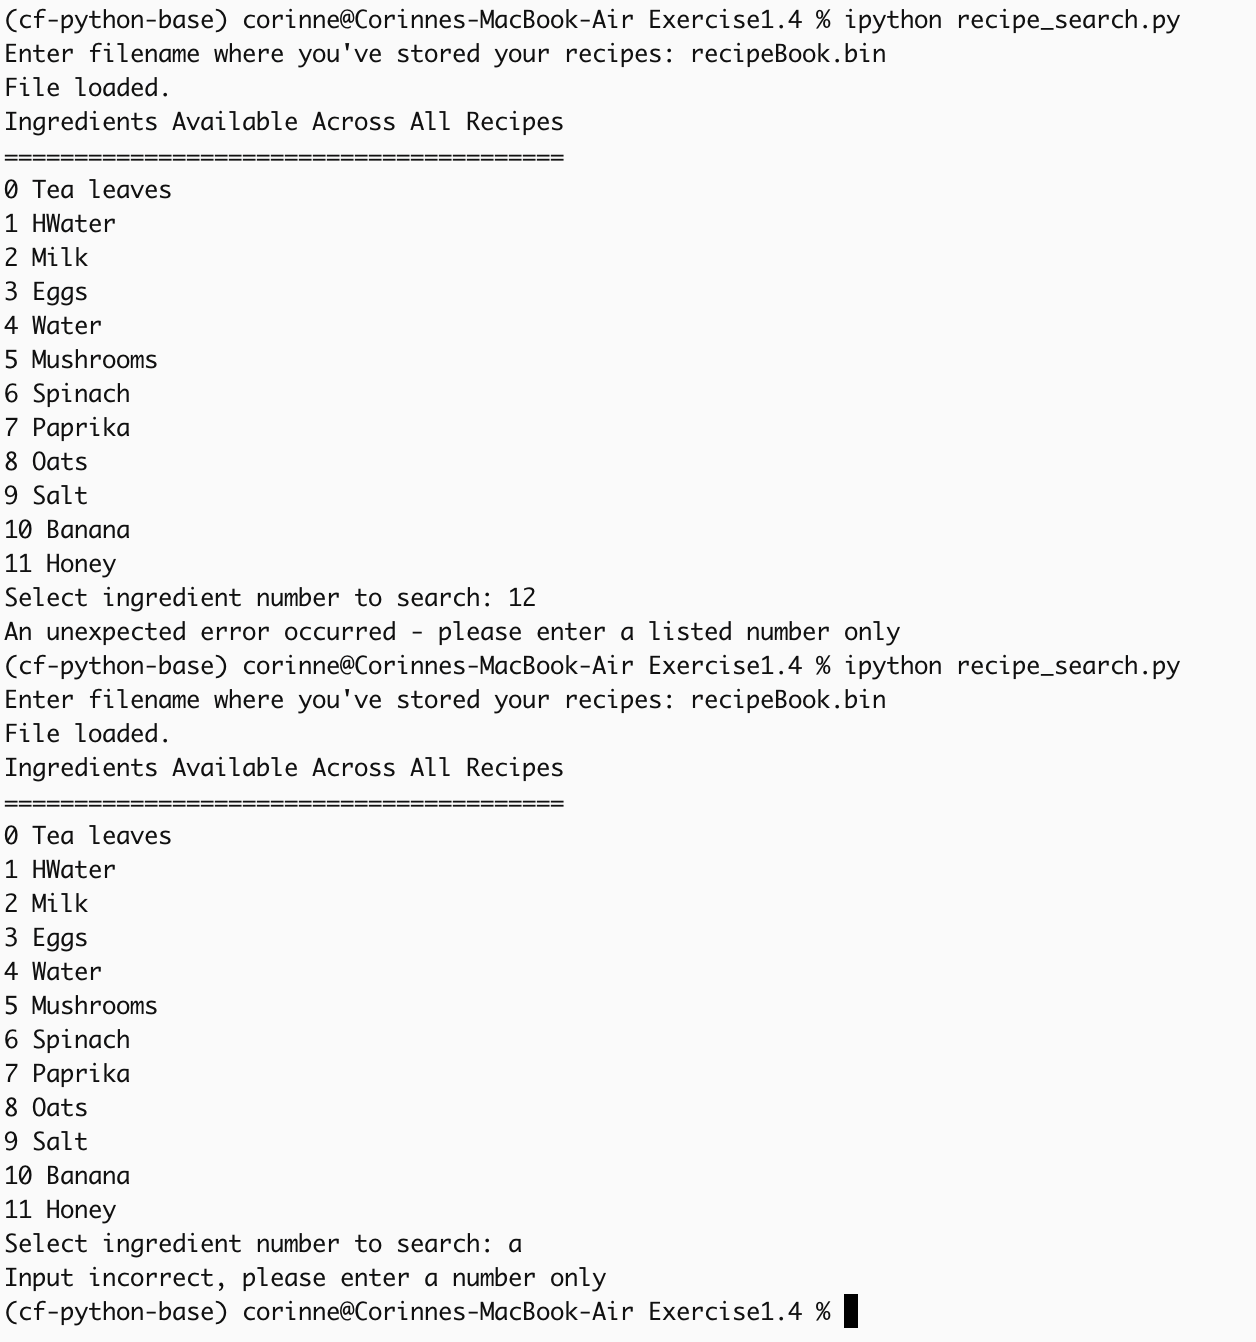 (cf-python-base) corinne@Corinnes-MacBook-Air Exercise1.4 % ipython recipe_search.py
Enter filename where you've stored your recipes: recipeBook.bin
File loaded.
Ingredients Available Across All Recipes
========================================
0 Tea leaves
1 HWater
2 Milk
3 Eggs
4 Water
5 Mushrooms
6 Spinach
7 Paprika
8 Oats
9 Salt
10 Banana
11 Honey
Select ingredient number to search: 12
An unexpected error occurred - please enter a listed number only
(cf-python-base) corinne@Corinnes-MacBook-Air Exercise1.4 % ipython recipe_search.py
Enter filename where you've stored your recipes: recipeBook.bin
File loaded.
Ingredients Available Across All Recipes
========================================
0 Tea leaves
1 HWater
2 Milk
3 Eggs
4 Water
5 Mushrooms
6 Spinach
7 Paprika
8 Oats
9 Salt
10 Banana
11 Honey
Select ingredient number to search: a
Input incorrect, please enter a number only
(cf-python-base) corinne@Corinnes-MacBook-Air Exercise1.4 %